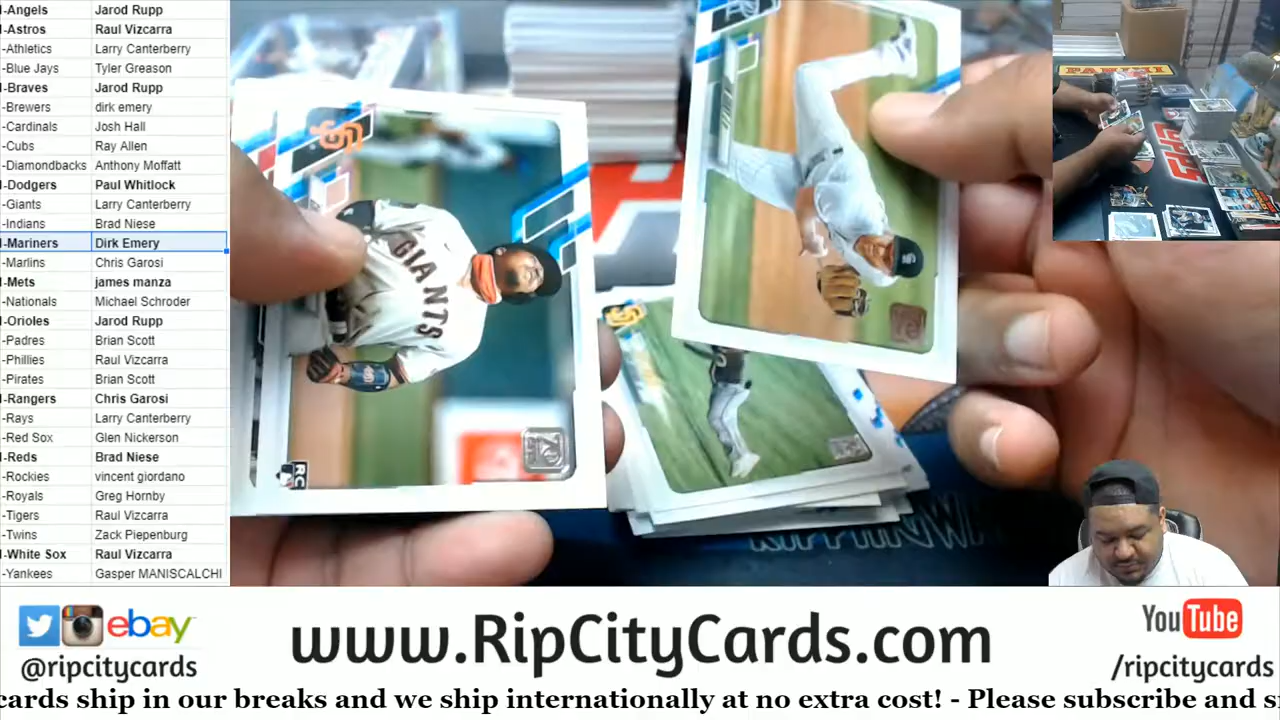 -Angels Jarod Rupp
-Astros Raul Vizcarra
-Athletics Larry Canterberry
-Blue Jays Tyler Greason
-Braves Jarod Rupp
-Brewers dirk emery
-Cardinals Josh Hall
-Cubs Ray Allen
-Diamondbacks Anthony Moffatt
-Dodgers Paul Whitlock
-Giants Larry Canterberry
-Indians Brad Niese
-Mariners Dirk Emery
-Marlins Chris Garosi
-Mets james manza
-Nationals Michael Schroder
-Orioles Jarod Rupp
-Padres Brian Scott
-Phillies Raul Vizcarra
-Pirates Brian Scott
-Rangers Chris Garosi
-Rays Larry Canterberry
-Red Sox Glen Nickerson
-Reds Brad Niese
-Rockies vincent giordano
-Royals Greg Hornby
-Tigers Raul Vizcarra
-Twins Zack Piepenburg
-White Sox Raul Vizcarra
-Yankees Gasper MANISCALCHI
GIANTS
SF
RC
70
SD
PANINI
ebay
@ripcitycards
www.RipCityCards.com
YouTube
/ripcitycards
cards ship in our breaks and we ship internationally at no extra cost! - Please subscribe and